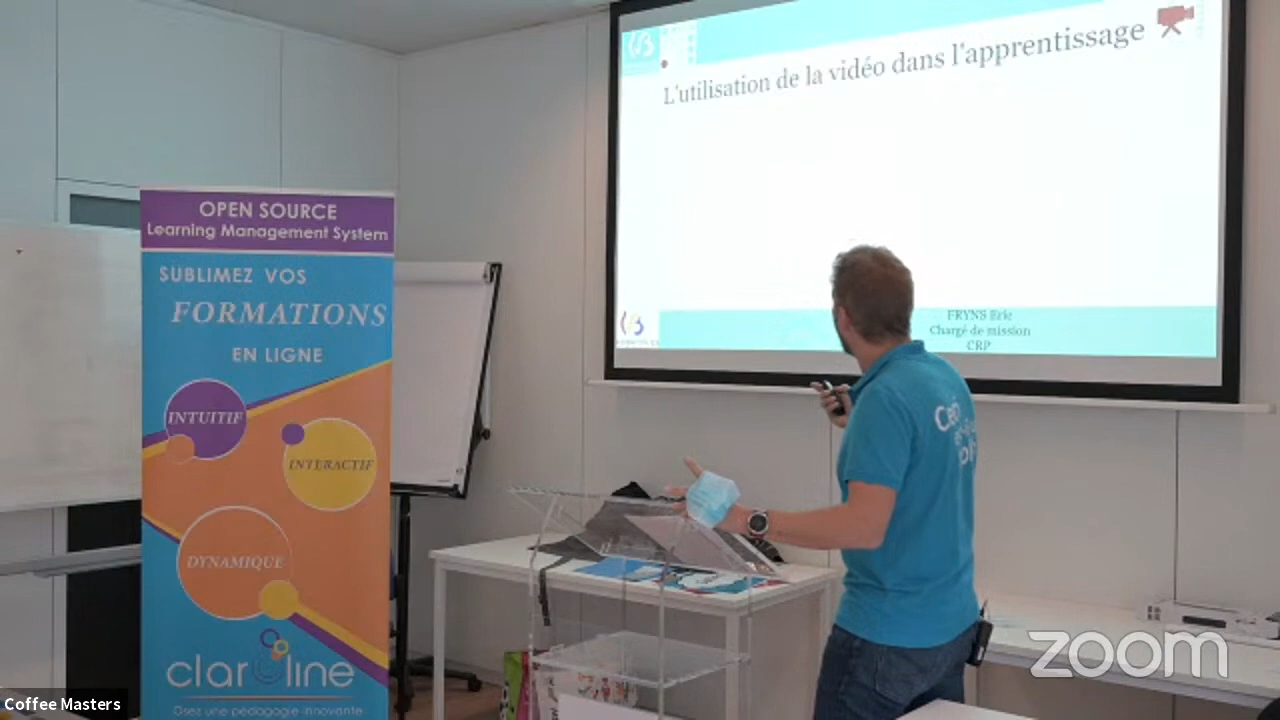 OPEN SOURCE
Learning Management System
SUBLIMEZ VOS
FORMATIONS
EN LIGNE
INTUITIF
INTERACTIF
DYNAMIQUE
claroline
Osez une pédagogie innovante
L'utilisation de la vidéo dans l'apprentissage
FRYNS Eric
Chargé de mission
CRP
Coffee Masters
zoom